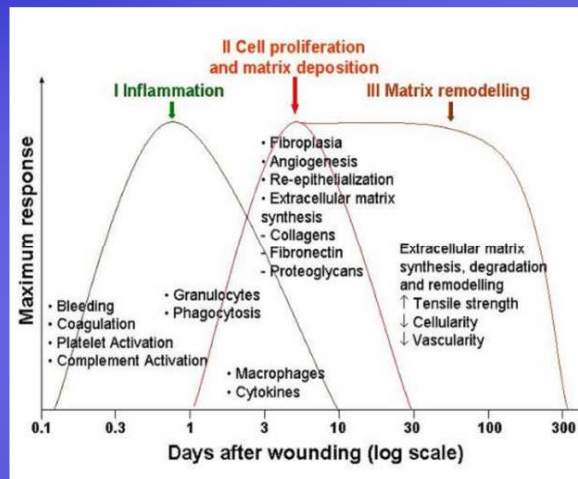 II Cell proliferation
and matrix deposition
I Inflammation
III Matrix remodelling
Maximum response
• Fibroplasia
• Angiogenesis
• Re-epithelialization
• Extracellular matrix
synthesis
- Collagens
- Fibronectin
- Proteoglycans
Extracellular matrix
synthesis, degradation
and remodelling
↑ Tensile strength
↓ Cellularity
↓ Vascularity
• Granulocytes
• Phagocytosis
• Bleeding
• Coagulation
• Platelet Activation
• Complement Activation
• Macrophages
• Cytokines
0.1 0.3 1 3 10 30 100 300
Days after wounding (log scale)